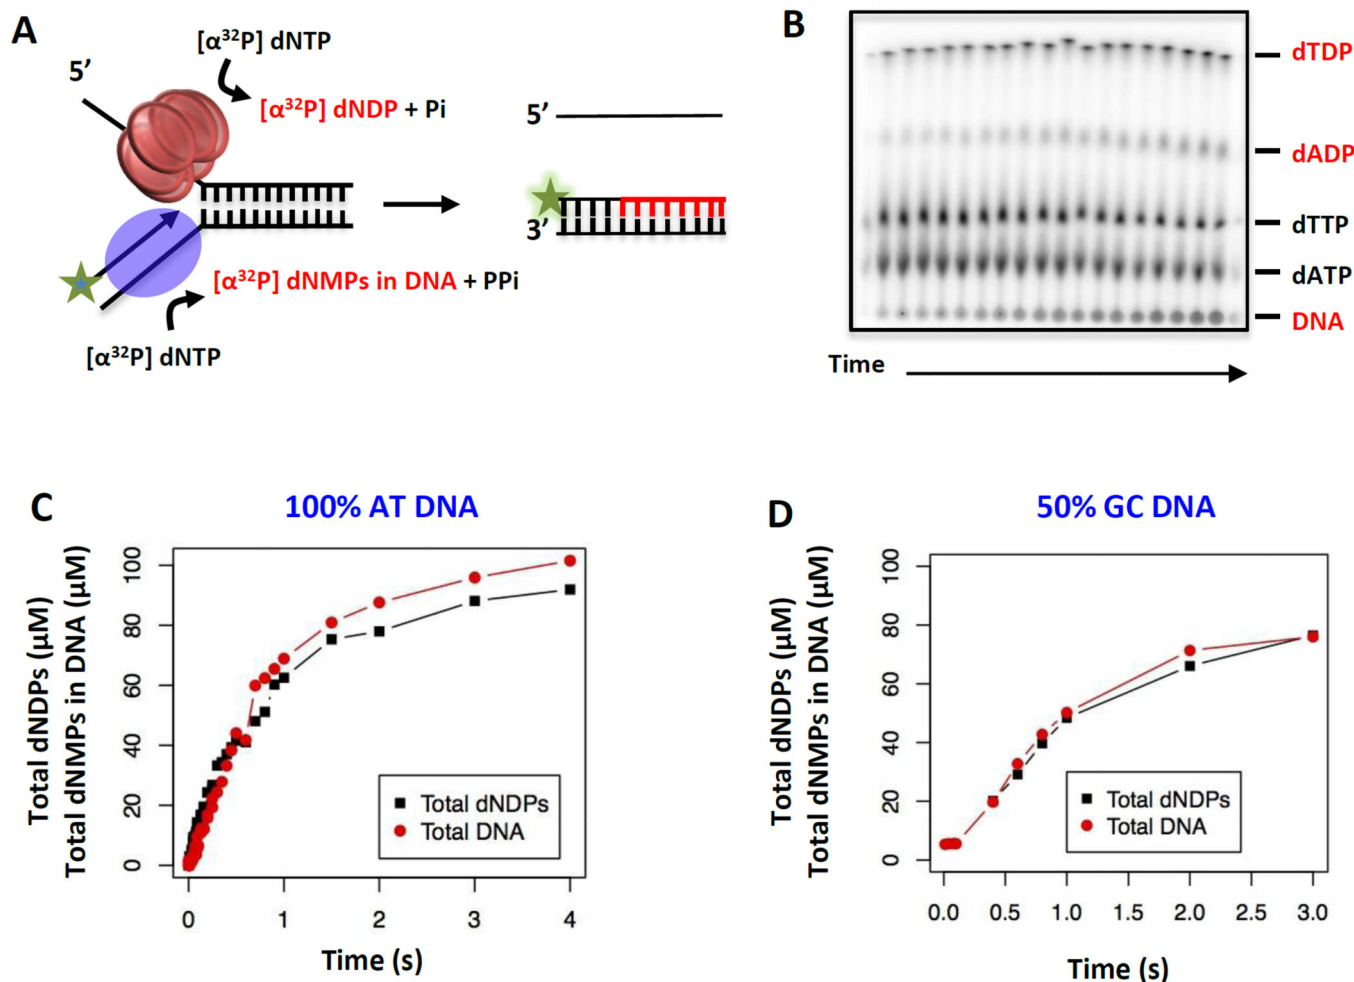 A
[α³²P] dNTP
5’
[α³²P] dNDP + Pi
[α³²P] dNMPs in DNA + PPi
[α³²P] dNTP
5’
3’
B
dTDP
dADP
dTTP
dATP
DNA
Time
C
100% AT DNA
Total dNDPs (µM)
Total dNMPs in DNA (µM)
100
80
60
40
20
0
Total dNDPs
Total DNA
0 1 2 3 4
Time (s)
D
50% GC DNA
Total dNDPs (µM)
Total dNMPs in DNA (µM)
100
80
60
40
20
0
Total dNDPs
Total DNA
0.0 0.5 1.0 1.5 2.0 2.5 3.0
Time (s)